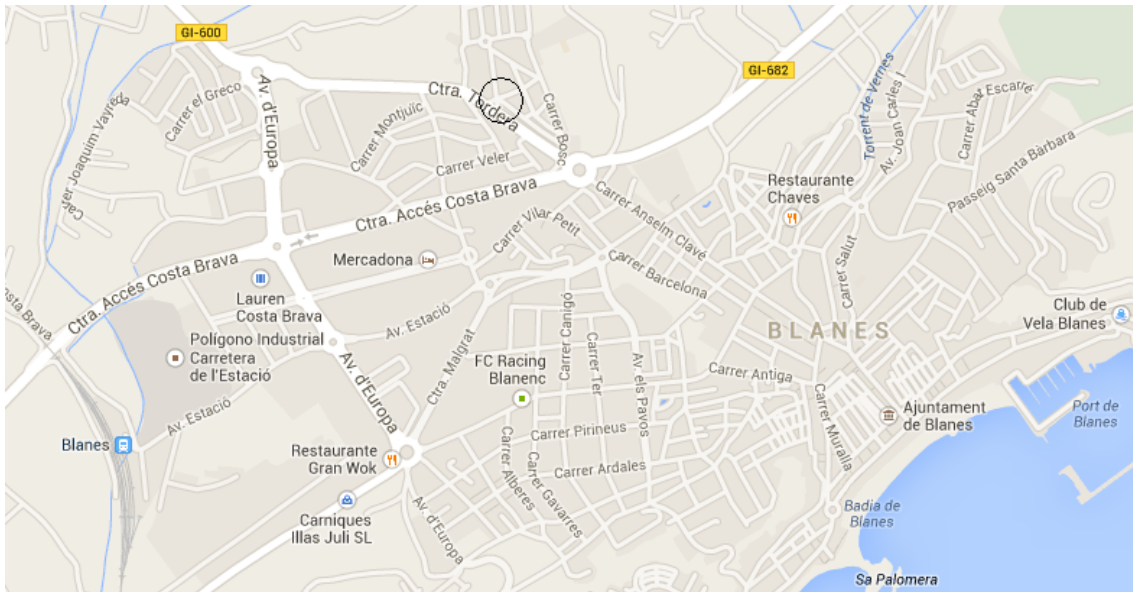 GI-600
GI-682
Carrer Joaquim Vayreda
Carrer el Greco
Av. d'Europa
Ctra. Tordera
Carrer Montjuïc
Carrer Bosc
Carrer Veler
Ctra. Accés Costa Brava
Carrer Anselm Clavé
Torrent de Vernes
Av. Joan Carles I
Carrer Abat Escarré
Passeig Santa Bàrbara
Restaurante
Chaves
Carrer Vilar Petit
Mercadona
Carrer Barcelona
Carrer Salut
Ctra. Accés Costa Brava
Costa Brava
Lauren
Costa Brava
Av. Estació
Carrer Canigo
Club de
Vela Blanes
BLANES
Polígono Industrial
Carretera
de l'Estació
Av. d'Europa
Ctra. Malgrat
FC Racing
Blanenc
Carrer Ter
Av. els Pavos
Carrer Antiga
Carrer Muralla
Ajuntament
de Blanes
Port de
Blanes
Av. Estació
Blanes
Restaurante
Gran Wok
Carrer Pirineus
Carrer Ardales
Carrer Alberes
Carrer Gavarres
Carniques
Illas Juli SL
Av. d'Europa
Badia de
Blanes
Sa Palomera